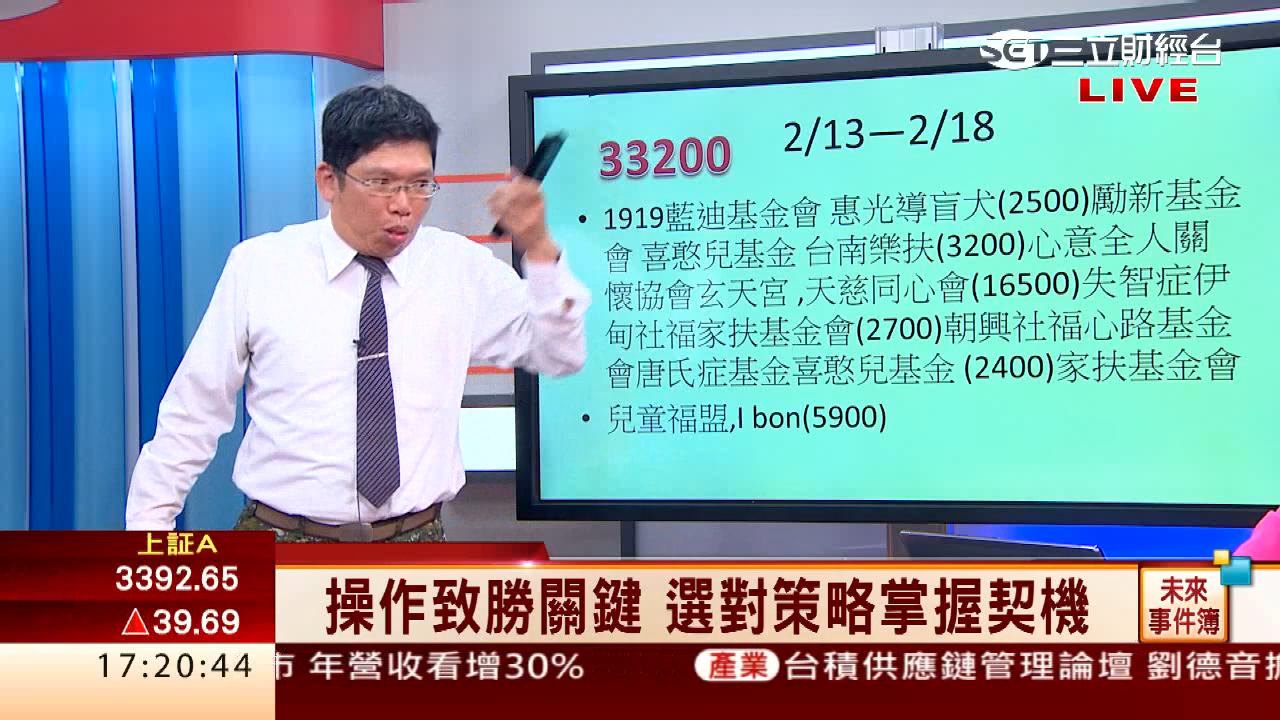 SET三立財經台
LIVE
33200
2/13—2/18
• 1919藍迪基金會 惠光導盲犬(2500)勵新基金
會 喜憨兒基金 台南樂扶(3200)心意全人關
懷協會玄天宮 ,天慈同心會(16500)失智症伊
甸社福家扶基金會(2700)朝興社福心路基金
會唐氏症基金喜憨兒基金 (2400)家扶基金會
• 兒童福盟,I bon(5900)
上証A
3392.65
△39.69
操作致勝關鍵 選對策略掌握契機
未來
事件簿
17:20:44
市 年營收看增30% 產業 台積供應鏈管理論壇 劉德音